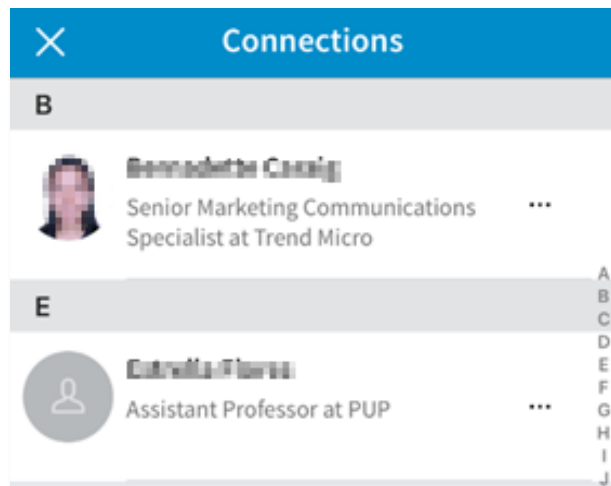 Connections
B
Senior Marketing Communications
Specialist at Trend Micro
E
Assistant Professor at PUP
A
B
C
D
E
F
G
H
I
J